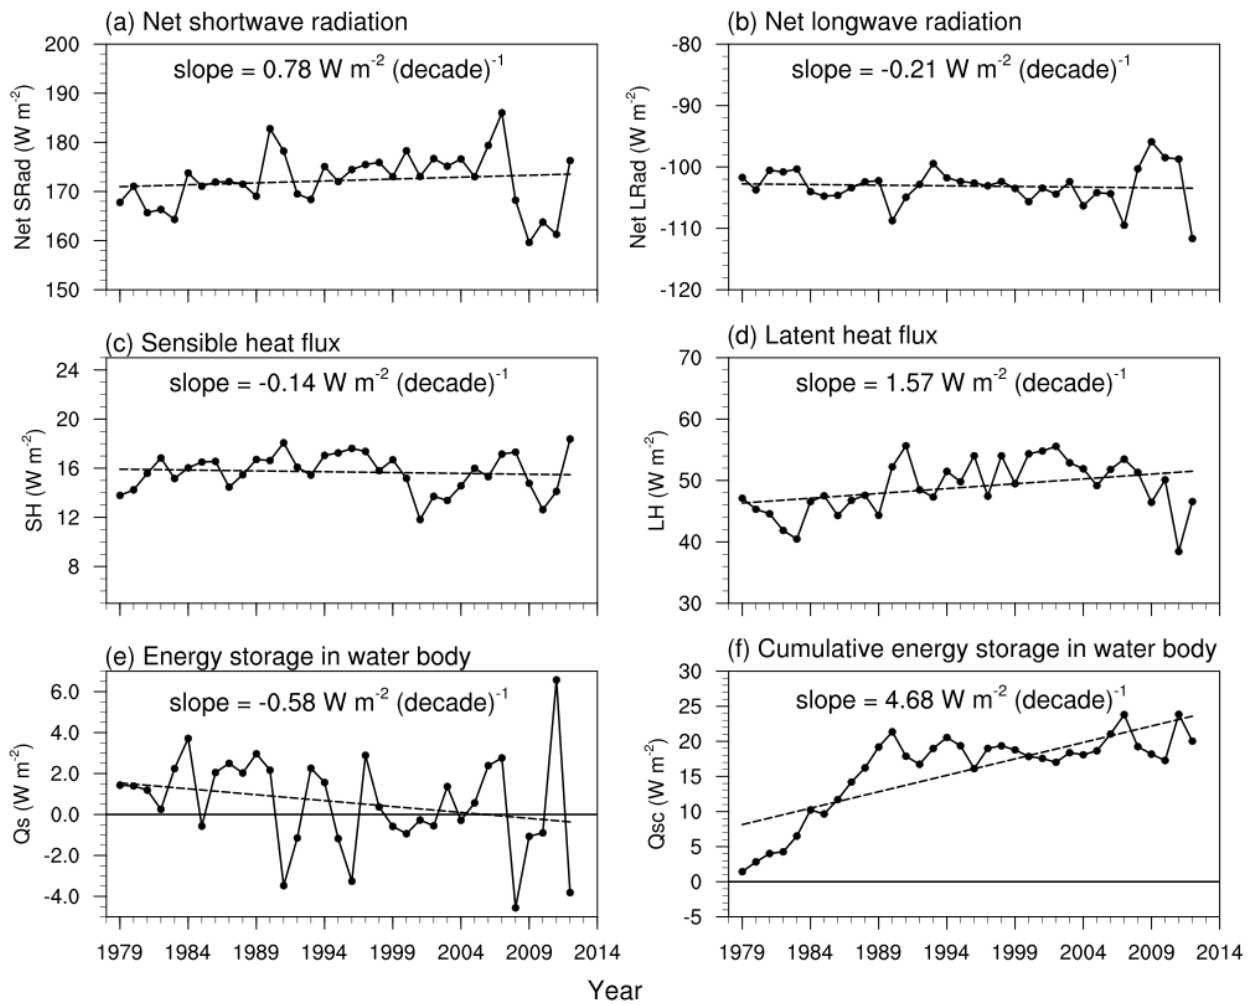 (a) Net shortwave radiation
slope = 0.78 W m⁻² (decade)⁻¹
Net SRad (W m⁻²)
200
190
180
170
160
150
(b) Net longwave radiation
slope = -0.21 W m⁻² (decade)⁻¹
Net LRad (W m⁻²)
-80
-90
-100
-110
-120
(c) Sensible heat flux
slope = -0.14 W m⁻² (decade)⁻¹
SH (W m⁻²)
24
20
16
12
8
(d) Latent heat flux
slope = 1.57 W m⁻² (decade)⁻¹
LH (W m⁻²)
70
60
50
40
30
(e) Energy storage in water body
slope = -0.58 W m⁻² (decade)⁻¹
Qs (W m⁻²)
6.0
4.0
2.0
0.0
-2.0
-4.0
1979 1984 1989 1994 1999 2004 2009 2014
(f) Cumulative energy storage in water body
slope = 4.68 W m⁻² (decade)⁻¹
Qsc (W m⁻²)
30
25
20
15
10
5
0
-5
1979 1984 1989 1994 1999 2004 2009 2014
Year